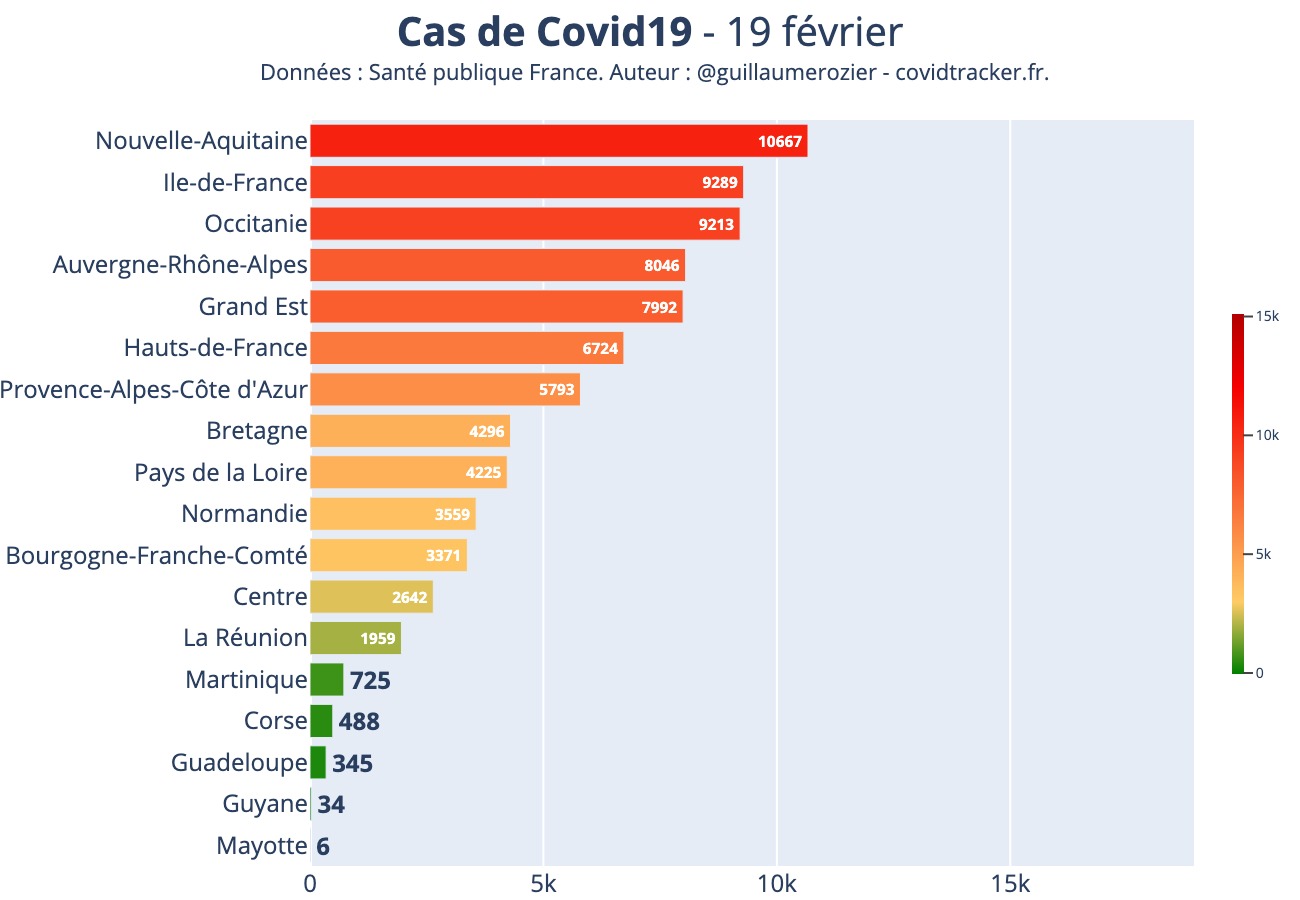 Cas de Covid19 - 19 février
Données : Santé publique France. Auteur : @guillaumerozier - covidtracker.fr.
Nouvelle-Aquitaine 10667
Ile-de-France 9289
Occitanie 9213
Auvergne-Rhône-Alpes 8046
Grand Est 7992
Hauts-de-France 6724
Provence-Alpes-Côte d'Azur 5793
Bretagne 4296
Pays de la Loire 4225
Normandie 3559
Bourgogne-Franche-Comté 3371
Centre 2642
La Réunion 1959
Martinique 725
Corse 488
Guadeloupe 345
Guyane 34
Mayotte 6
0 5k 10k 15k
15k
10k
5k
0